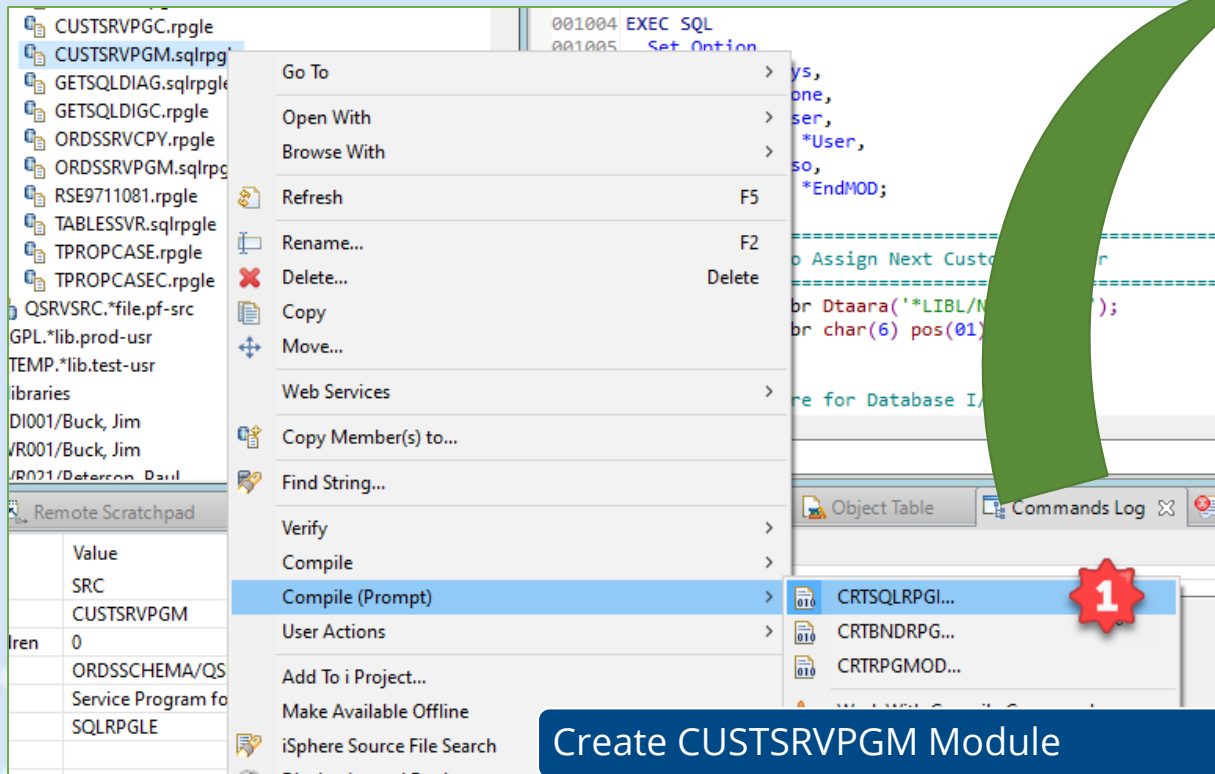 CUSTSRVPGC.rpgle
CUSTSRVPGM.sqlrpg
GETSQLDIAG.sqlrpgle
GETSQLDIGC.rpgle
ORDSSRVCPY.rpgle
ORDSSRVPGM.sqlrpg
RSE9711081.rpgle
TABLESSVR.sqlrpgle
TPROPCASE.rpgle
TPROPCASEC.rpgle
QSRVSRC.*file.pf-src
GPL.*lib.prod-usr
TEMP.*lib.test-usr
ibraries
DI001/Buck, Jim
VR001/Buck, Jim
VR021/Peterson, Paul
Go To
Open With
Browse With
Refresh F5
Rename... F2
Delete... Delete
Copy
Move...
Web Services
Copy Member(s) to...
Find String...
Verify
Compile
Compile (Prompt)
User Actions
Add To i Project...
Make Available Offline
iSphere Source File Search
001004 EXEC SQL
001005 Set Option
ys,
one,
ser,
*User,
so,
*EndMOD;
===============================
o Assign Next Custo r
===============================
br Dtaara('*LIBL/N ');
br char(6) pos(01)
re for Database I/
Remote Scratchpad
Value
SRC
CUSTSRVPGM
dren 0
ORDSSCHEMA/QS
Service Program fo
SQLRPGLE
Object Table
Commands Log
CRTSQLRPGI...
1
CRTBNDRPG...
CRTRPGMOD...
Create CUSTSRVPGM Module